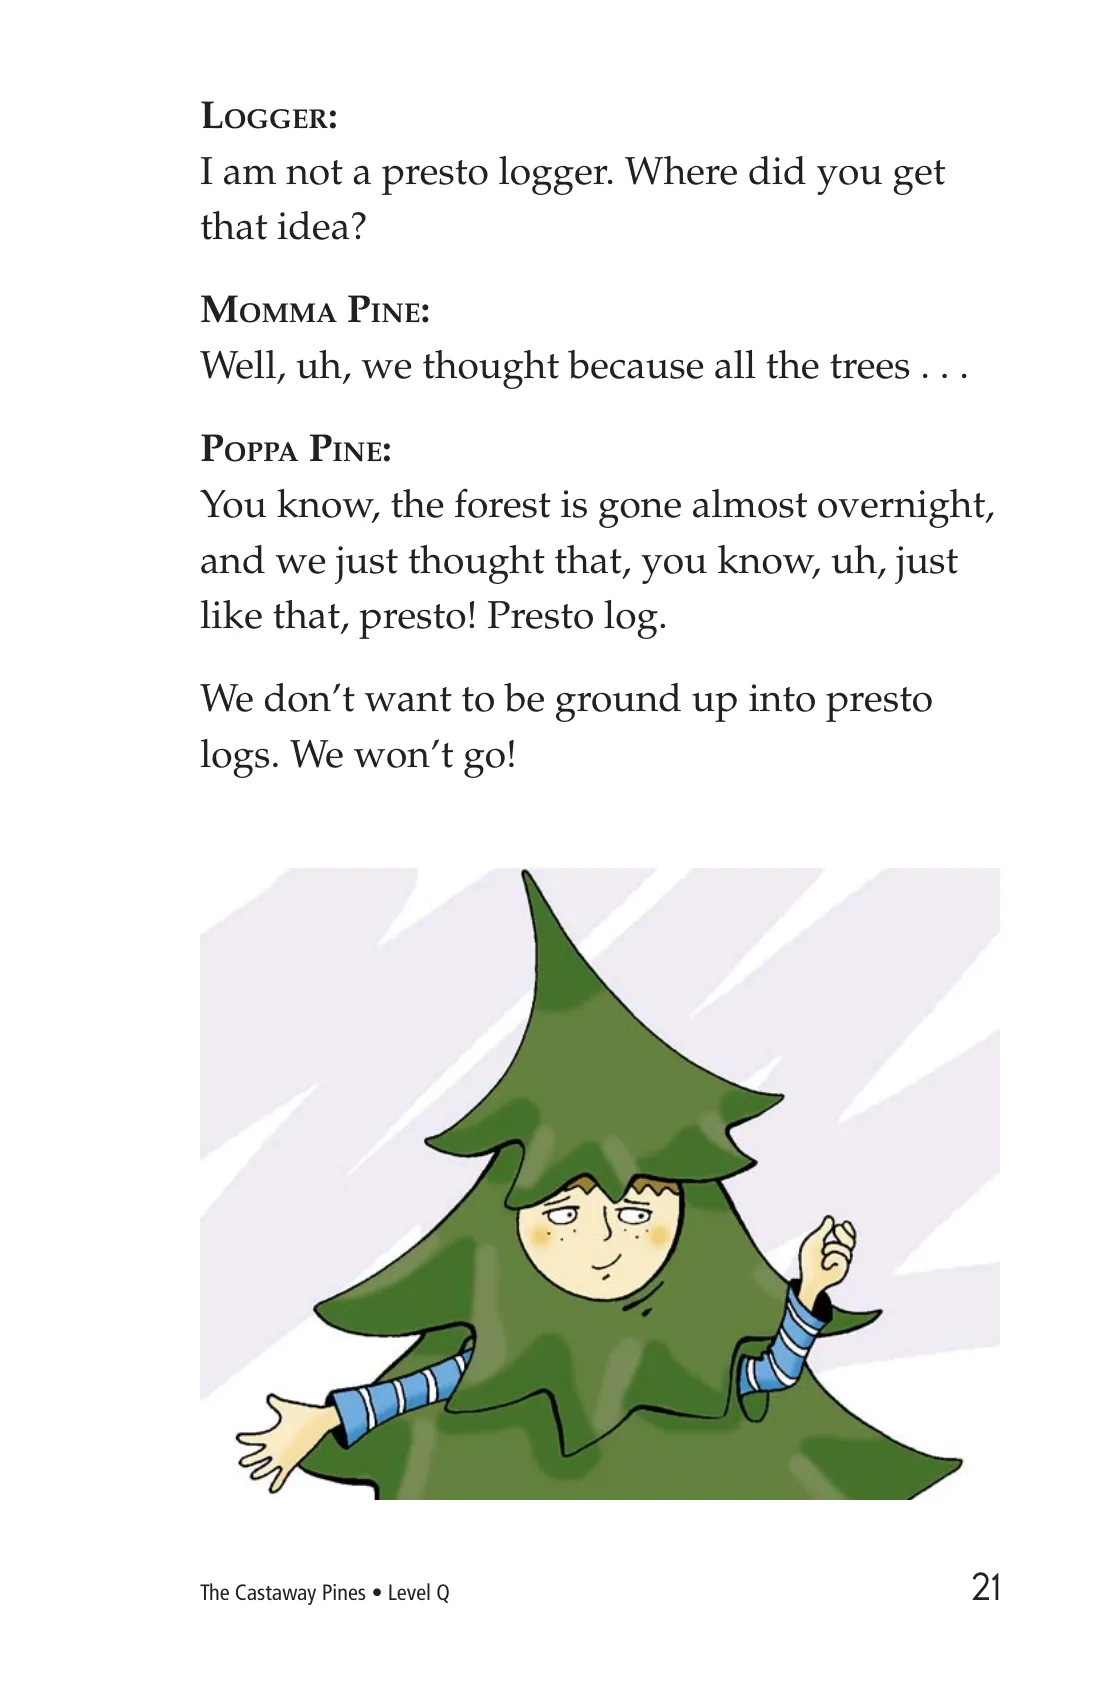 LOGGER:
I am not a presto logger. Where did you get
that idea?
MOMMA PINE:
Well, uh, we thought because all the trees . . .
POPPA PINE:
You know, the forest is gone almost overnight,
and we just thought that, you know, uh, just
like that, presto! Presto log.
We don’t want to be ground up into presto
logs. We won’t go!
The Castaway Pines • Level Q
21